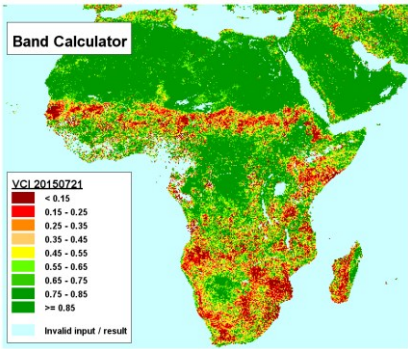 Band Calculator
VCI 20150721
< 0.15
0.15 - 0.25
0.25 - 0.35
0.35 - 0.45
0.45 - 0.55
0.55 - 0.65
0.65 - 0.75
0.75 - 0.85
>= 0.85
Invalid input / result